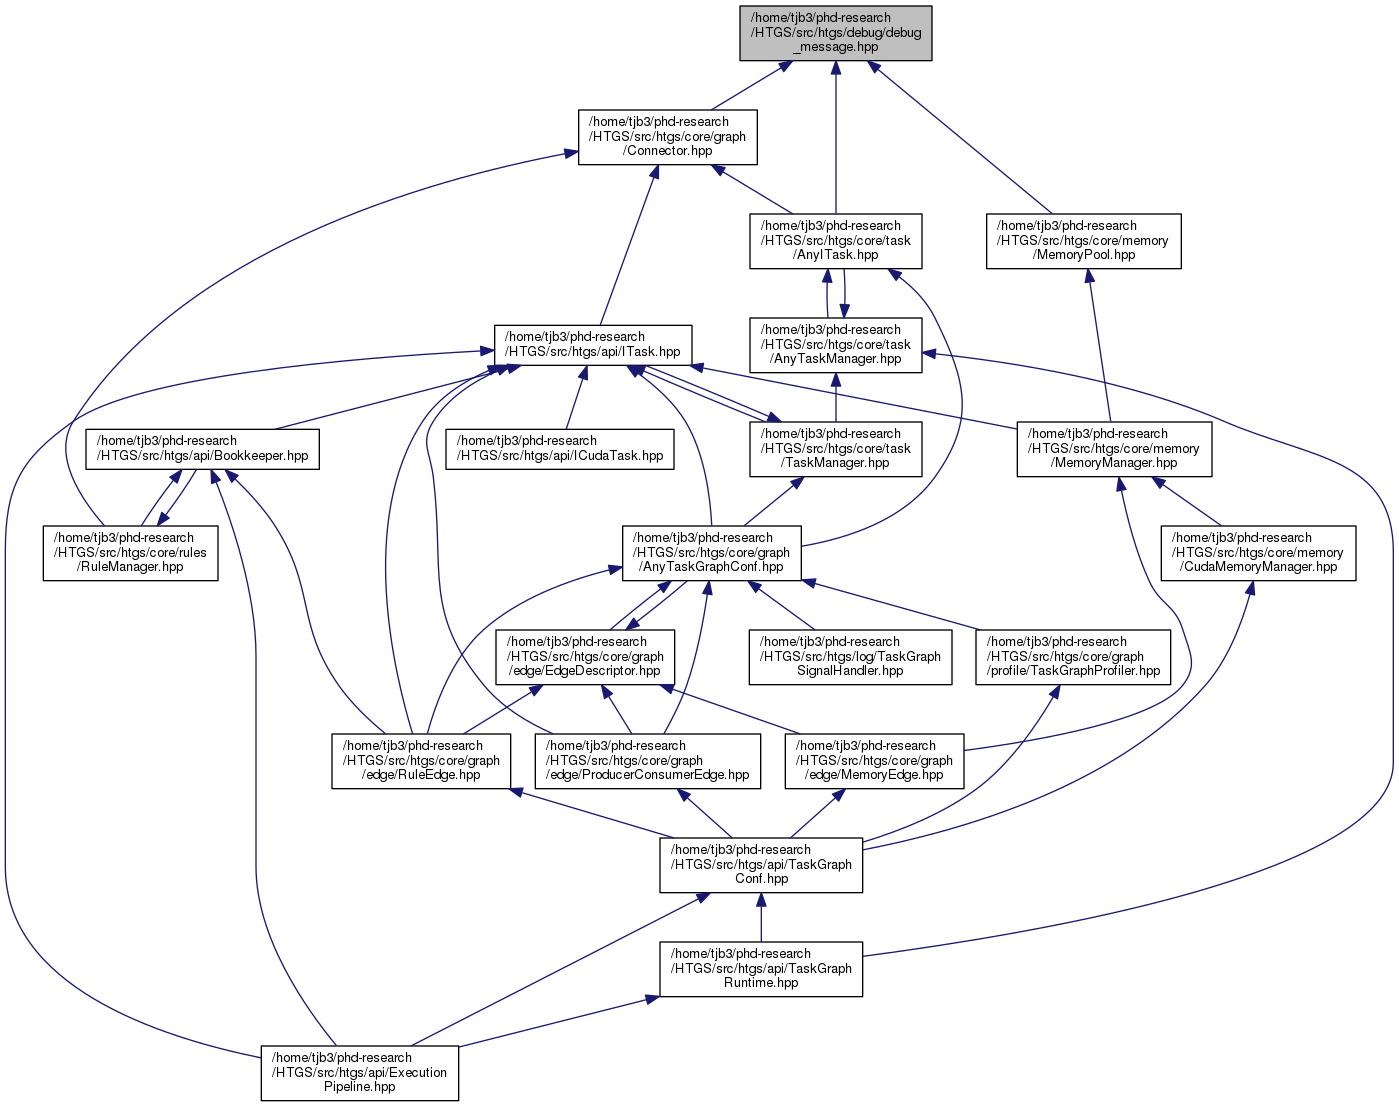 /home/tjb3/phd-research
/HTGS/src/htgs/debug/debug
_message.hpp
/home/tjb3/phd-research
/HTGS/src/htgs/core/graph
/Connector.hpp
/home/tjb3/phd-research
/HTGS/src/htgs/core/task
/AnyITask.hpp
/home/tjb3/phd-research
/HTGS/src/htgs/core/memory
/MemoryPool.hpp
/home/tjb3/phd-research
/HTGS/src/htgs/api/ITask.hpp
/home/tjb3/phd-research
/HTGS/src/htgs/core/task
/AnyTaskManager.hpp
/home/tjb3/phd-research
/HTGS/src/htgs/api/Bookkeeper.hpp
/home/tjb3/phd-research
/HTGS/src/htgs/api/ICudaTask.hpp
/home/tjb3/phd-research
/HTGS/src/htgs/core/task
/TaskManager.hpp
/home/tjb3/phd-research
/HTGS/src/htgs/core/memory
/MemoryManager.hpp
/home/tjb3/phd-research
/HTGS/src/htgs/core/rules
/RuleManager.hpp
/home/tjb3/phd-research
/HTGS/src/htgs/core/graph
/AnyTaskGraphConf.hpp
/home/tjb3/phd-research
/HTGS/src/htgs/core/memory
/CudaMemoryManager.hpp
/home/tjb3/phd-research
/HTGS/src/htgs/core/graph
/edge/EdgeDescriptor.hpp
/home/tjb3/phd-research
/HTGS/src/htgs/log/TaskGraph
SignalHandler.hpp
/home/tjb3/phd-research
/HTGS/src/htgs/core/graph
/profile/TaskGraphProfiler.hpp
/home/tjb3/phd-research
/HTGS/src/htgs/core/graph
/edge/RuleEdge.hpp
/home/tjb3/phd-research
/HTGS/src/htgs/core/graph
/edge/ProducerConsumerEdge.hpp
/home/tjb3/phd-research
/HTGS/src/htgs/core/graph
/edge/MemoryEdge.hpp
/home/tjb3/phd-research
/HTGS/src/htgs/api/TaskGraph
Conf.hpp
/home/tjb3/phd-research
/HTGS/src/htgs/api/TaskGraph
Runtime.hpp
/home/tjb3/phd-research
/HTGS/src/htgs/api/Execution
Pipeline.hpp